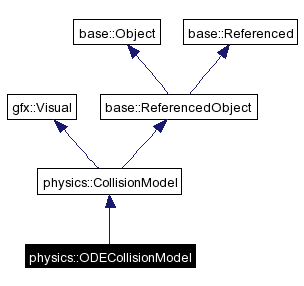 base::Object
base::Referenced
gfx::Visual
base::ReferencedObject
physics::CollisionModel
physics::ODECollisionModel